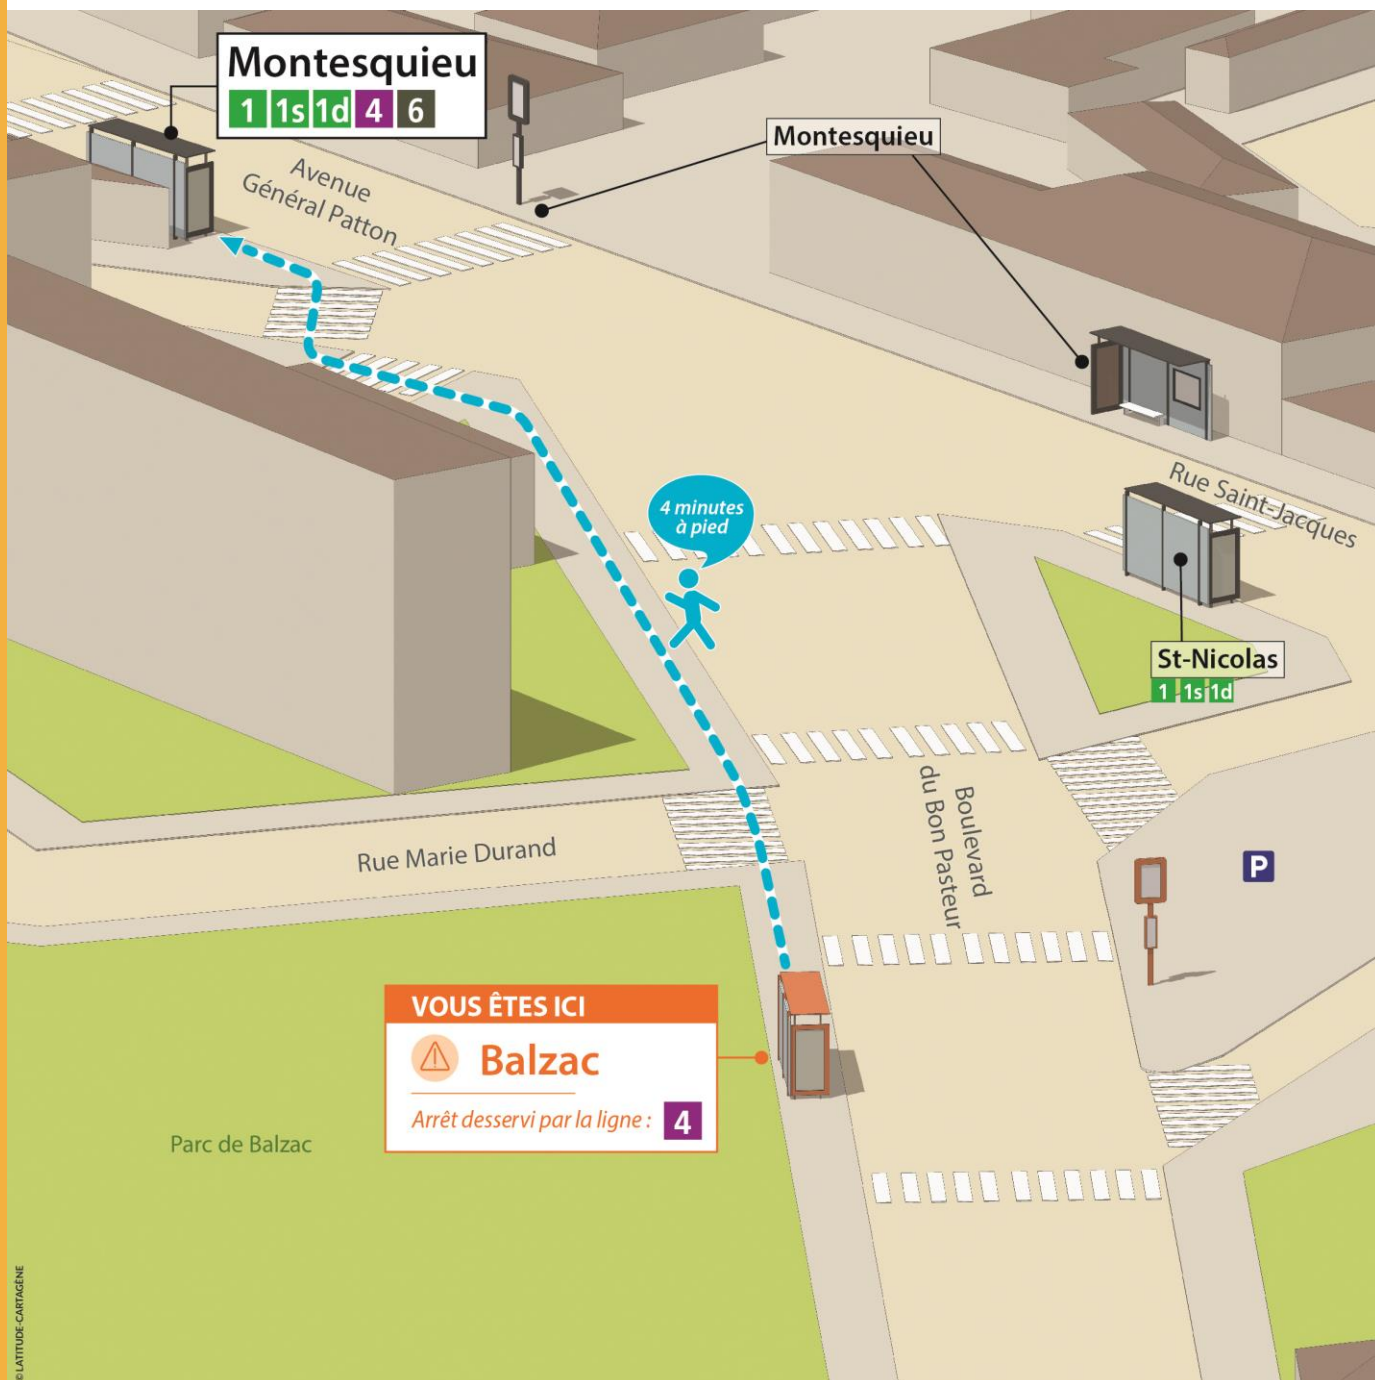 Montesquieu
1 1s 1d 4 6
Montesquieu
Avenue
Général Patton
Rue Saint-Jacques
4 minutes
à pied
St-Nicolas
1 1s 1d
Boulevard
du Bon Pasteur
Rue Marie Durand
P
VOUS ÊTES ICI
Balzac
Arrêt desservi par la ligne : 4
Parc de Balzac
© LATITUDE-CARTAGÈNE